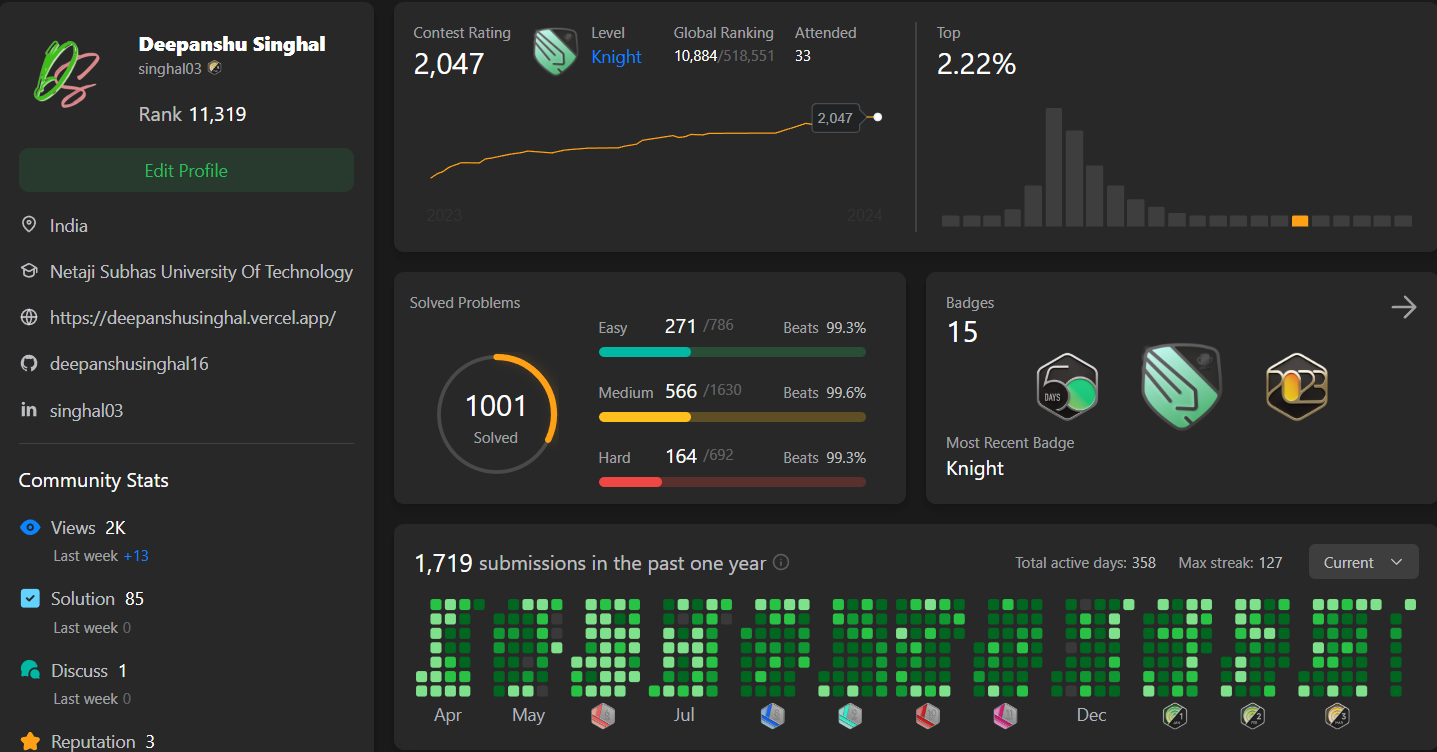 Deepanshu Singhal
singhal03
Rank 11,319
Edit Profile
India
Netaji Subhas University Of Technology
https://deepanshusinghal.vercel.app/
deepanshusinghal16
singhal03
Community Stats
Views 2K
Last week +13
Solution 85
Last week 0
Discuss 1
Last week 0
Reputation 3
Contest Rating
2,047
Level
Knight
Global Ranking
10,884/518,551
Attended
33
2,047
2023
2024
Top
2.22%
Solved Problems
1001
Solved
Easy 271 /786 Beats 99.3%
Medium 566 /1630 Beats 99.6%
Hard 164 /692 Beats 99.3%
Badges
15
50
DAYS
2023
Most Recent Badge
Knight
1,719 submissions in the past one year
Total active days: 358 Max streak: 127 Current
Apr May Jul Dec